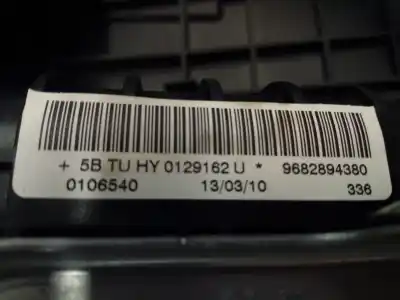 + 5B TU HY 0129162 U * 9682894380
0106540 13/03/10 336